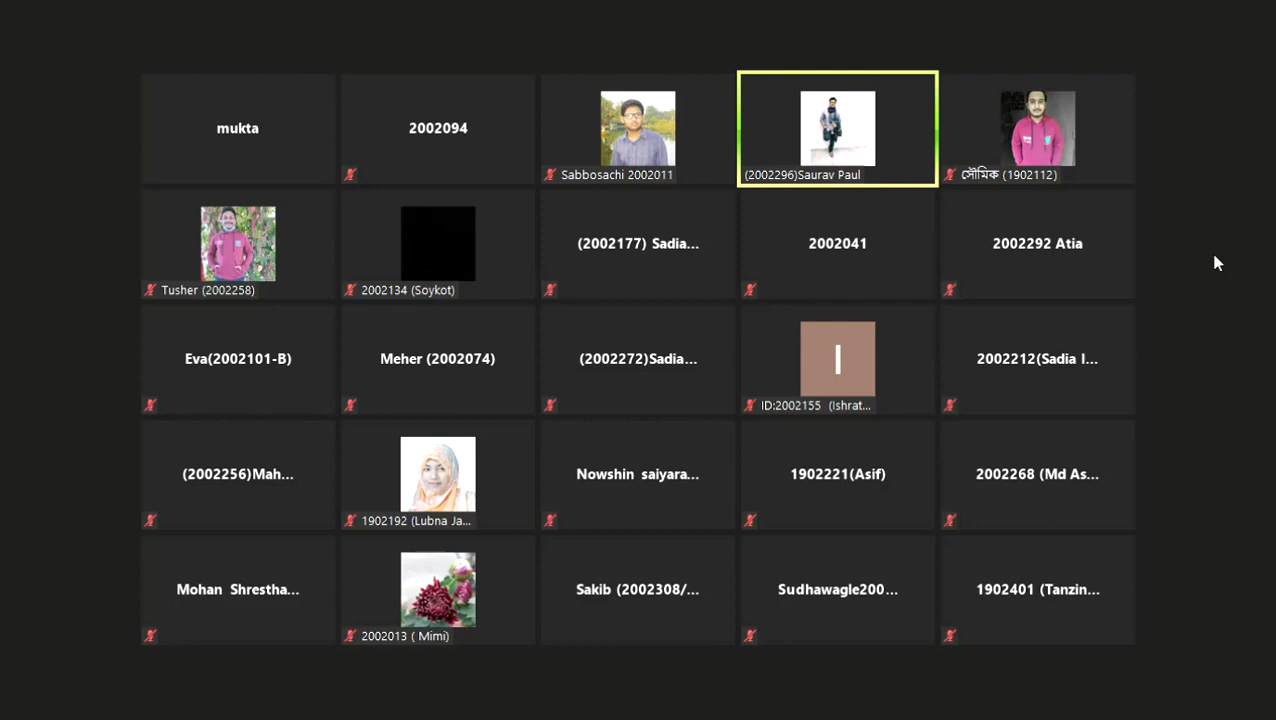 mukta
2002094
Sabbosachi 2002011
(2002296)Saurav Paul
সৌমিক (1902112)
Tusher (2002258)
2002134 (Soykot)
(2002177) Sadia...
2002041
2002292 Atia
Eva(2002101-B)
Meher (2002074)
(2002272)Sadia...
I
ID:2002155 (Ishrat...
2002212(Sadia I...
(2002256)Mah...
1902192 (Lubna Ja...
Nowshin saiyara...
1902221(Asif)
2002268 (Md As...
Mohan Shrestha...
2002013 ( Mimi)
Sakib (2002308/...
Sudhawagle200...
1902401 (Tanzin...